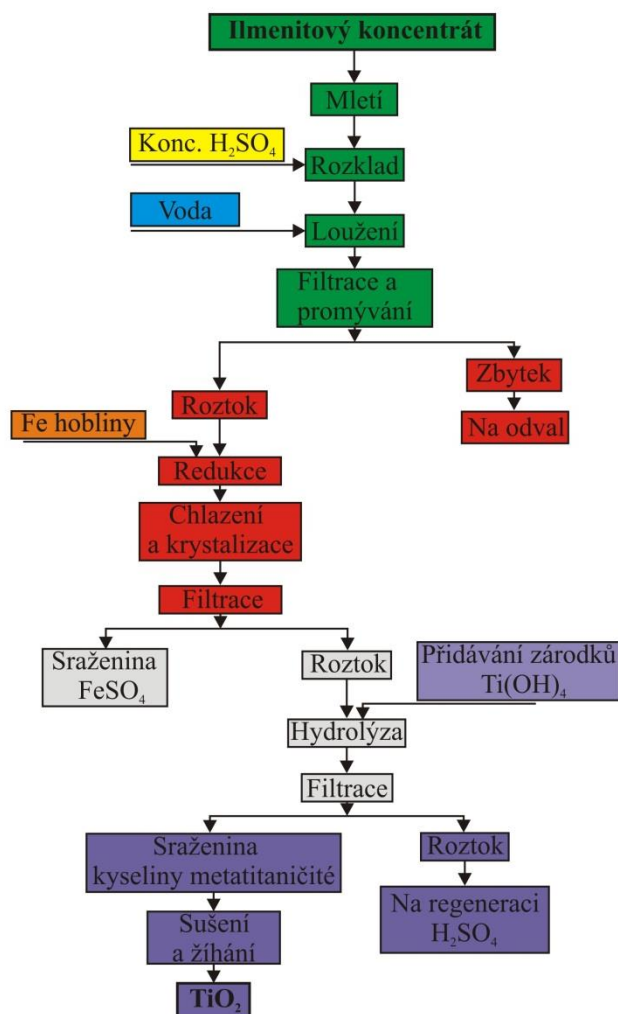 Ilmenitový koncentrát
Mletí
Konc. H₂SO₄
Rozklad
Voda
Loužení
Filtrace a
promývání
Zbytek
Roztok
Na odval
Fe hobliny
Redukce
Chlazení
a krystalizace
Filtrace
Sraženina
FeSO₄
Roztok
Přidávání zárodků
Ti(OH)₄
Hydrolýza
Filtrace
Sraženina
kyseliny metatitaničité
Roztok
Sušení
a žíhání
Na regeneraci
H₂SO₄
TiO₂